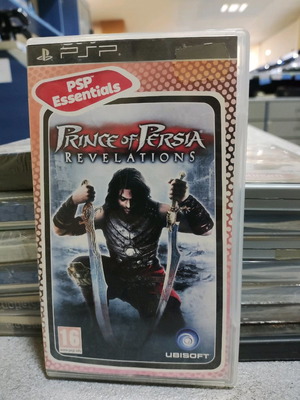 PSP
PSP
Essentials
PRINCE OF PERSIA
REVELATIONS
16
UBISOFT